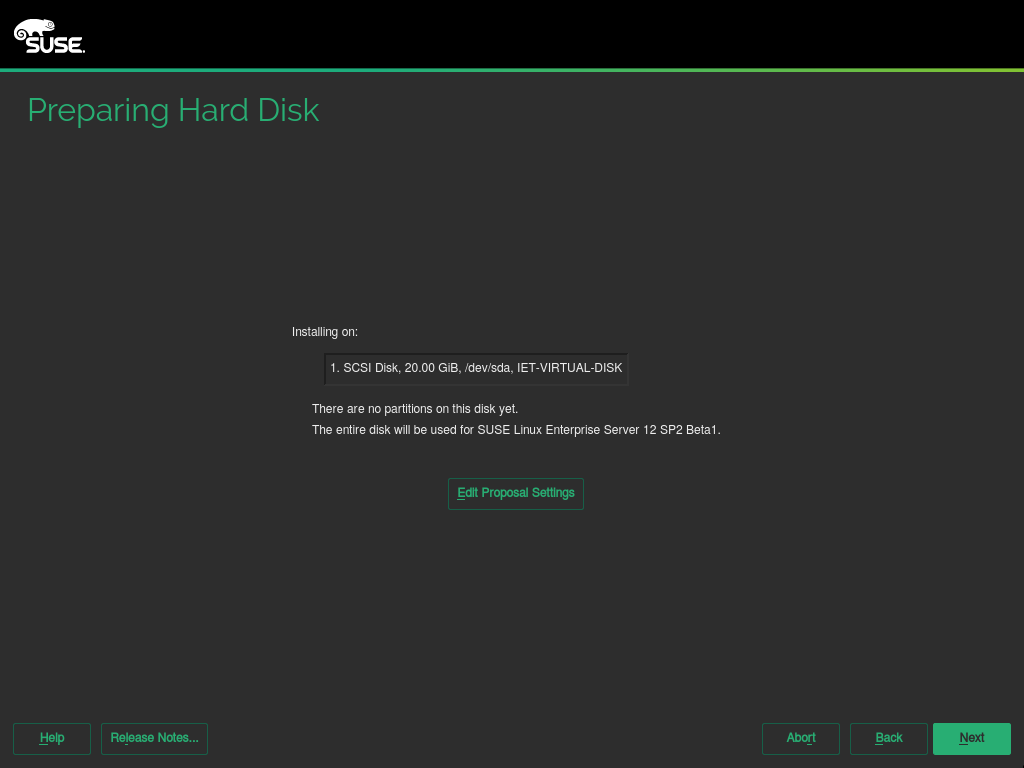 SUSE.
Preparing Hard Disk
Installing on:
1. SCSI Disk, 20.00 GiB, /dev/sda, IET-VIRTUAL-DISK
There are no partitions on this disk yet.
The entire disk will be used for SUSE Linux Enterprise Server 12 SP2 Beta1.
Edit Proposal Settings
Help Release Notes... Abort Back Next